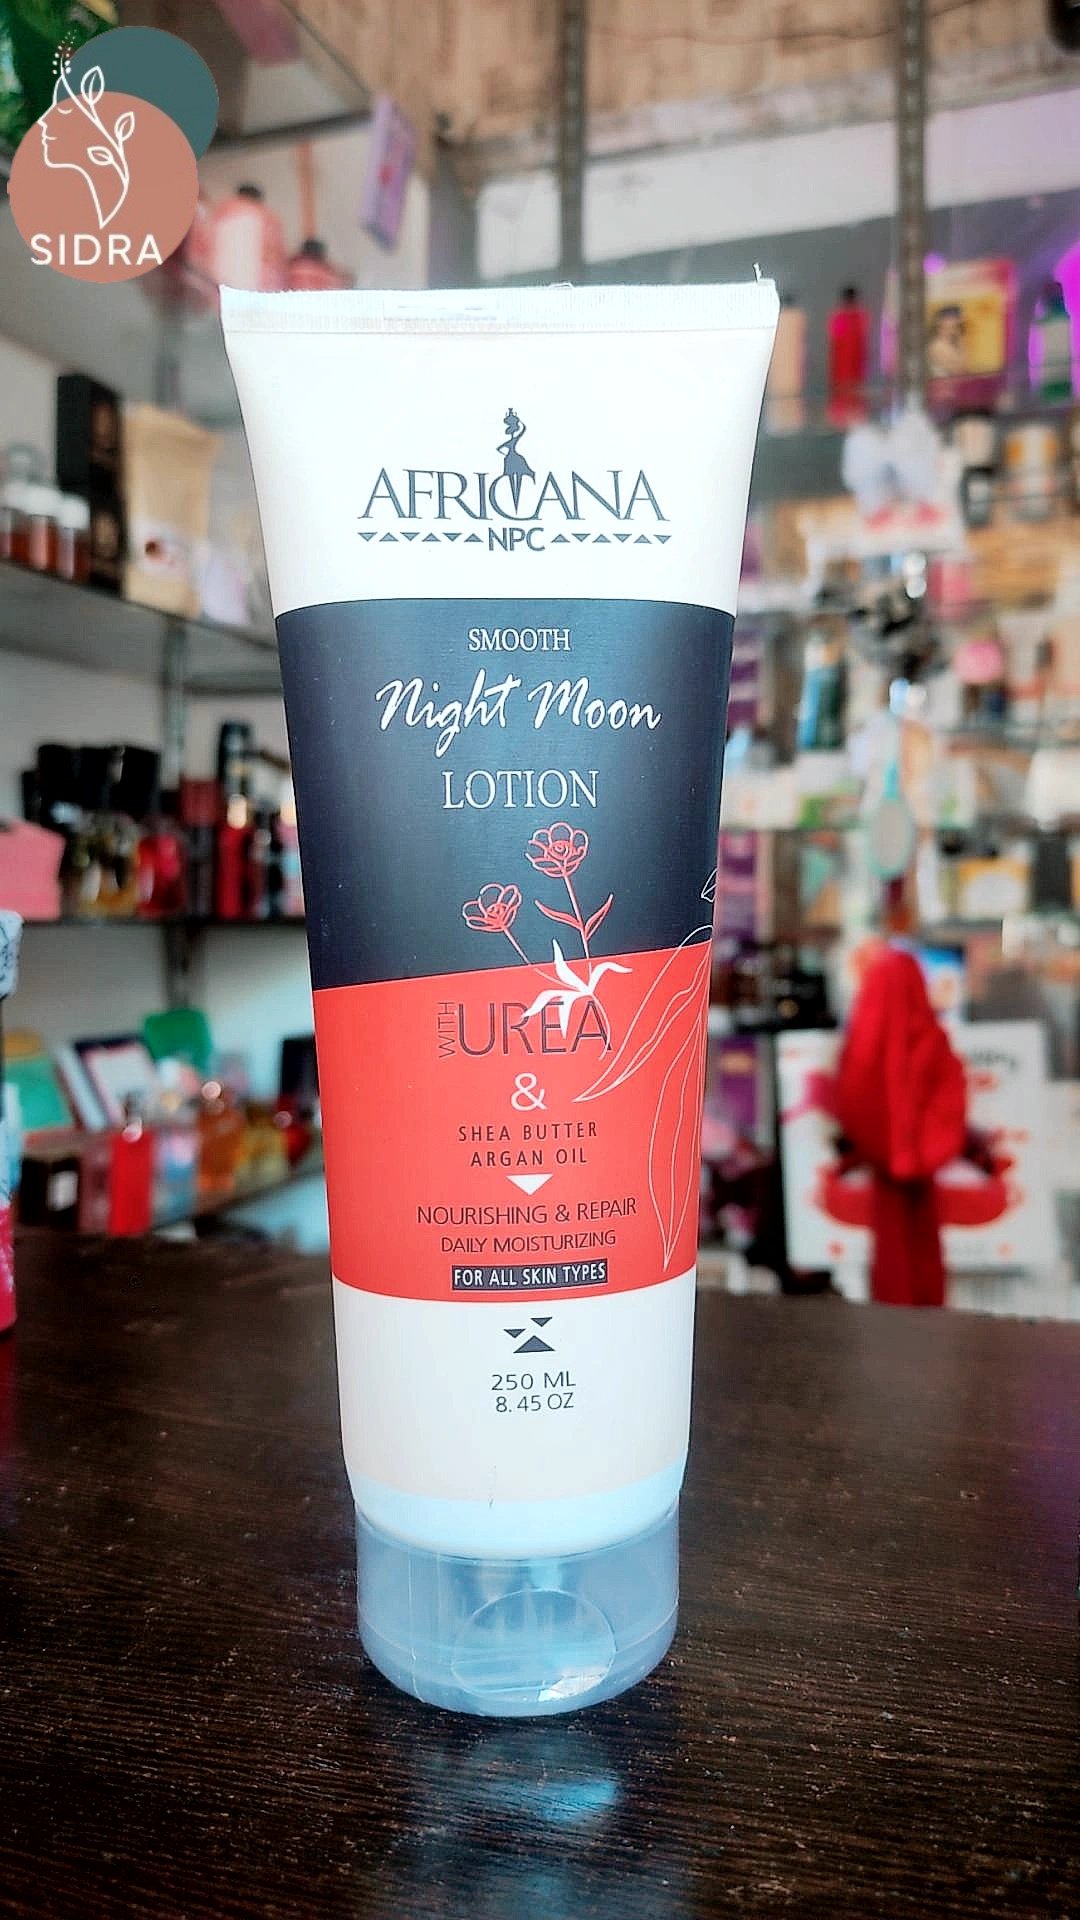 SIDRA
AFRICANA
NPC
SMOOTH
Night Moon
LOTION
WITH UREA
&
SHEA BUTTER
ARGAN OIL
NOURISHING & REPAIR
DAILY MOISTURIZING
FOR ALL SKIN TYPES
250 ML
8.45 OZ